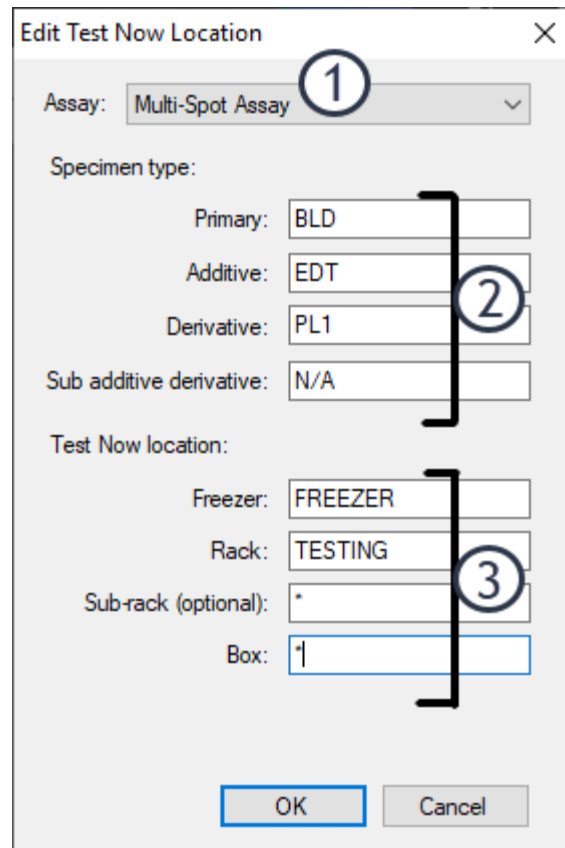 Edit Test Now Location
1
Assay: Multi-Spot Assay
Specimen type:
Primary: BLD
Additive: EDT
2
Derivative: PL1
Sub additive derivative: N/A
Test Now location:
Freezer: FREEZER
Rack: TESTING
3
Sub-rack (optional): *
Box: *
OK Cancel